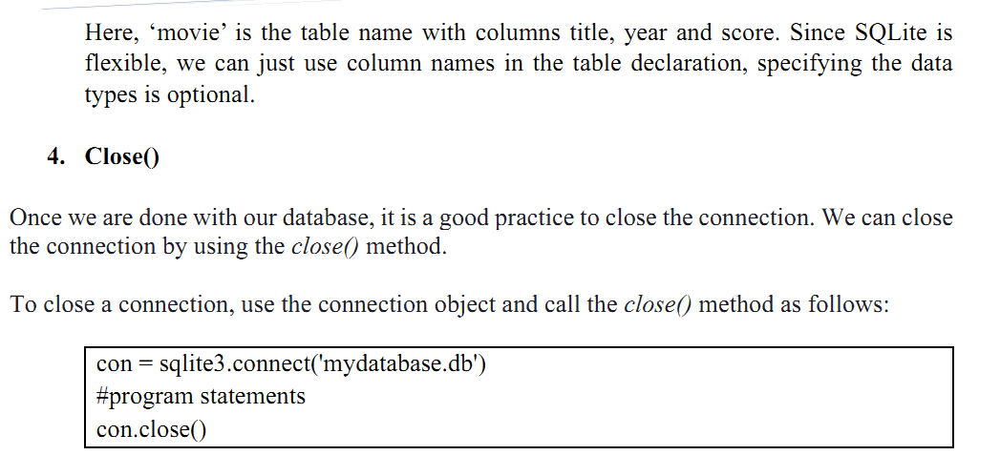 Here, ‘movie’ is the table name with columns title, year and score. Since SQLite is
flexible, we can just use column names in the table declaration, specifying the data
types is optional.
4. Close()
Once we are done with our database, it is a good practice to close the connection. We can close
the connection by using the close() method.
To close a connection, use the connection object and call the close() method as follows:
con = sqlite3.connect('mydatabase.db')
#program statements
con.close()